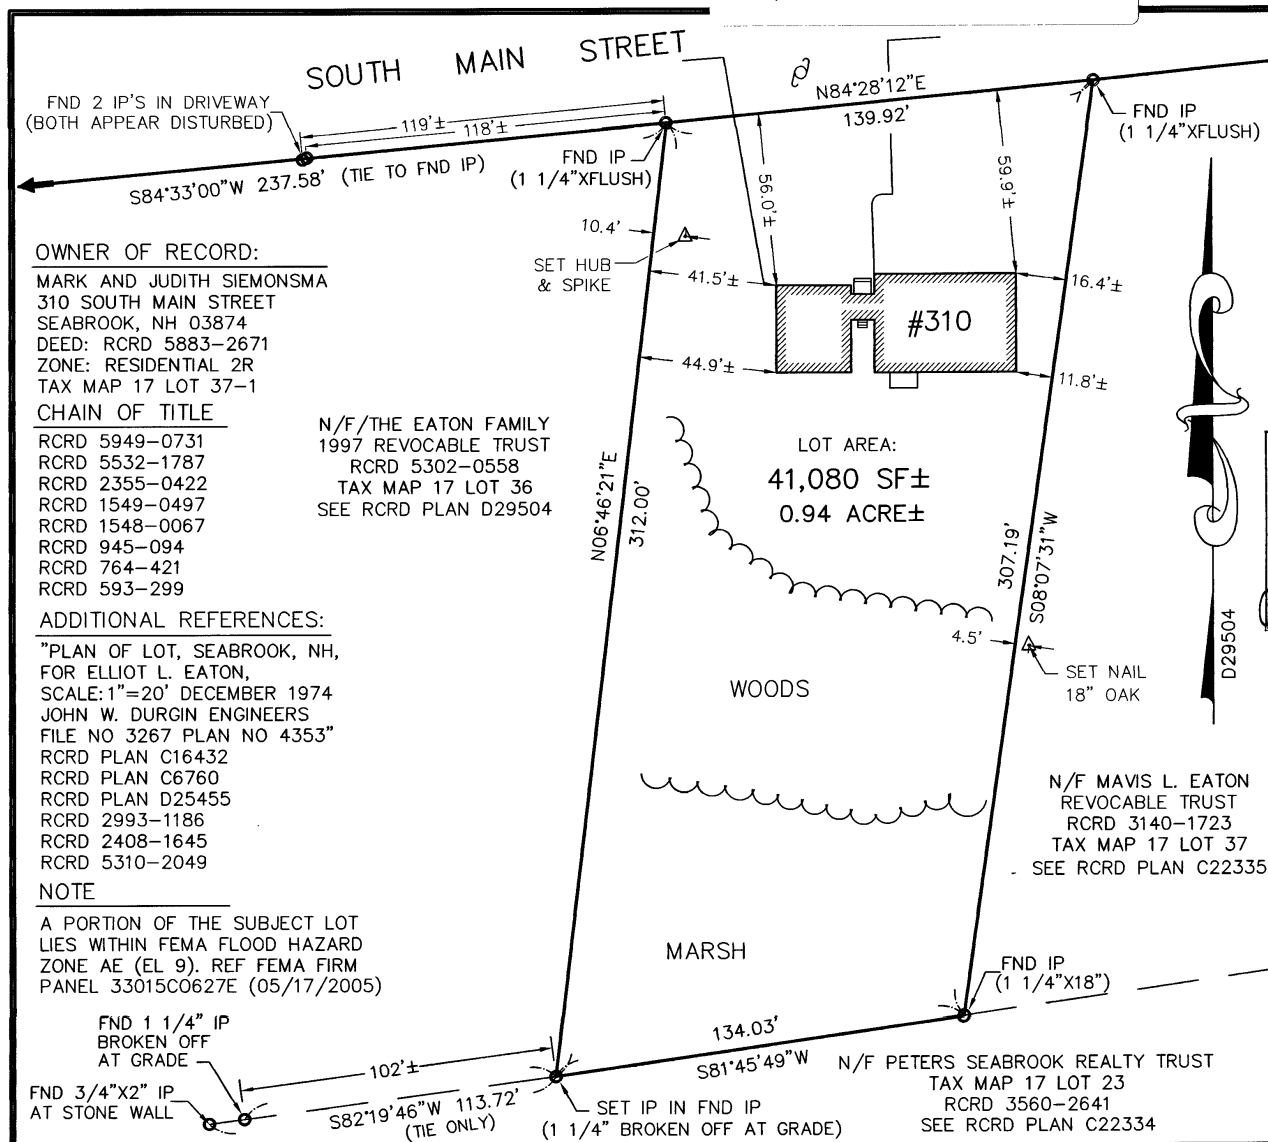 SOUTH MAIN STREET
FND 2 IP'S IN DRIVEWAY
(BOTH APPEAR DISTURBED)
119'±
118'±
S84°33'00"W 237.58' (TIE TO FND IP)
FND IP
(1 1/4"XFLUSH)
N84°28'12"E
139.92'
FND IP
(1 1/4"XFLUSH)
56.0'±
59.9'±
10.4'
SET HUB
& SPIKE
41.5'±
16.4'±
#310
44.9'±
11.8'±
OWNER OF RECORD:
MARK AND JUDITH SIEMONSMA
310 SOUTH MAIN STREET
SEABROOK, NH 03874
DEED: RCRD 5883-2671
ZONE: RESIDENTIAL 2R
TAX MAP 17 LOT 37-1
CHAIN OF TITLE
RCRD 5949-0731
RCRD 5532-1787
RCRD 2355-0422
RCRD 1549-0497
RCRD 1548-0067
RCRD 945-094
RCRD 764-421
RCRD 593-299
N/F/THE EATON FAMILY
1997 REVOCABLE TRUST
RCRD 5302-0558
TAX MAP 17 LOT 36
SEE RCRD PLAN D29504
N06°46'21"E
312.00'
LOT AREA:
41,080 SF±
0.94 ACRE±
307.19'
S08°07'31"W
4.5'
SET NAIL
18" OAK
D29504
ADDITIONAL REFERENCES:
"PLAN OF LOT, SEABROOK, NH,
FOR ELLIOT L. EATON,
SCALE: 1"=20' DECEMBER 1974
JOHN W. DURGIN ENGINEERS
FILE NO 3267 PLAN NO 4353"
RCRD PLAN C16432
RCRD PLAN C6760
RCRD PLAN D25455
RCRD 2993-1186
RCRD 2408-1645
RCRD 5310-2049
WOODS
N/F MAVIS L. EATON
REVOCABLE TRUST
RCRD 3140-1723
TAX MAP 17 LOT 37
SEE RCRD PLAN C22335
NOTE
A PORTION OF THE SUBJECT LOT
LIES WITHIN FEMA FLOOD HAZARD
ZONE AE (EL 9). REF FEMA FIRM
PANEL 33015C0627E (05/17/2005)
MARSH
FND IP
(1 1/4"X18")
FND 1 1/4" IP
BROKEN OFF
AT GRADE
FND 3/4"X2" IP
AT STONE WALL
102'±
S82°19'46"W 113.72'
(TIE ONLY)
134.03'
S81°45'49"W
SET IP IN FND IP
(1 1/4" BROKEN OFF AT GRADE)
N/F PETERS SEABROOK REALTY TRUST
TAX MAP 17 LOT 23
RCRD 3560-2641
SEE RCRD PLAN C22334